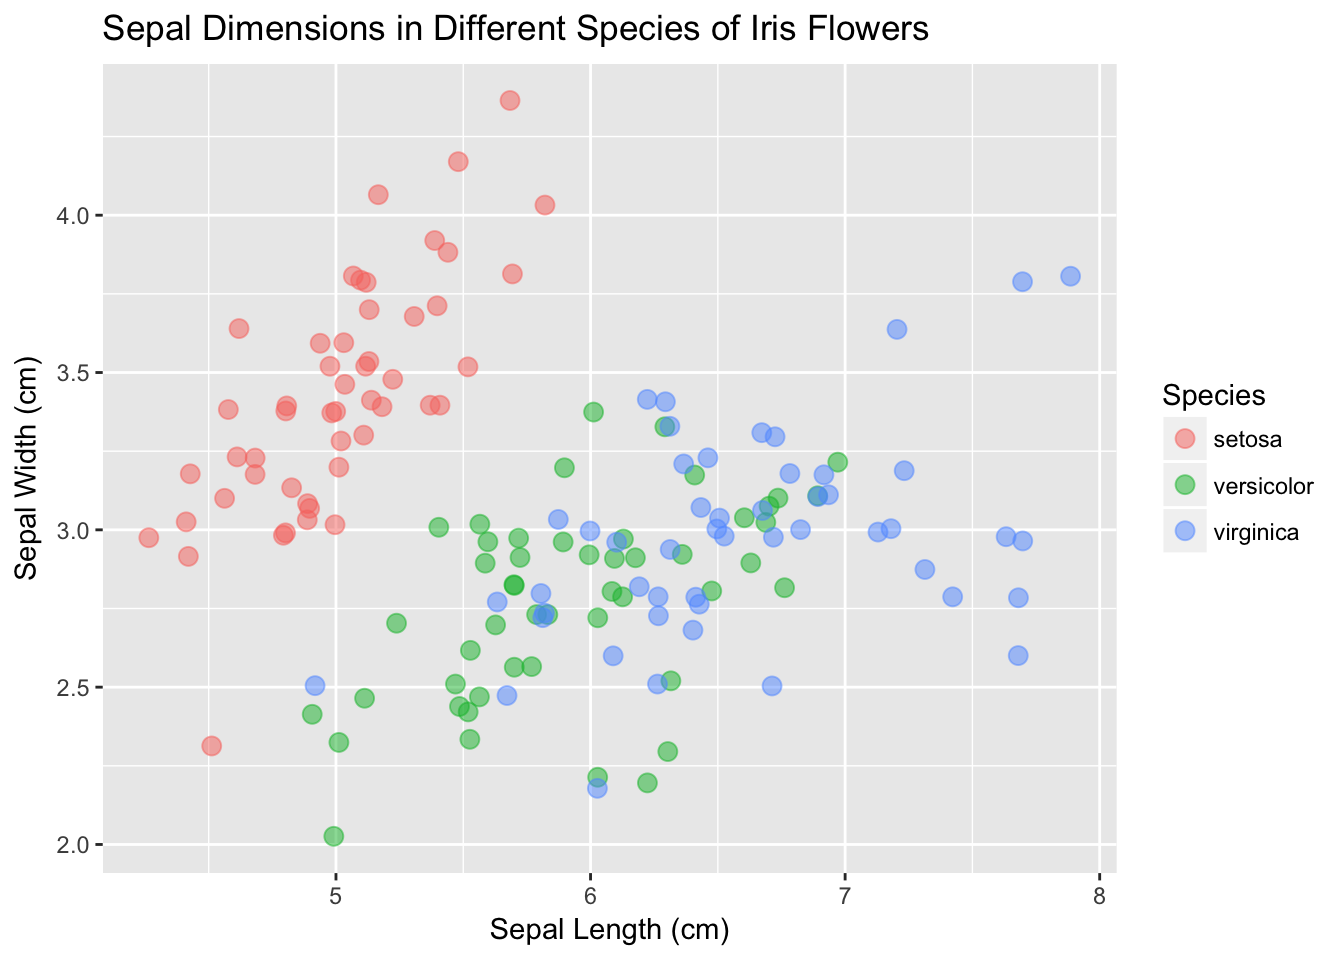 Sepal Dimensions in Different Species of Iris Flowers
Sepal Width (cm)
4.0
3.5
3.0
2.5
2.0
5
6
7
8
Sepal Length (cm)
Species
setosa
versicolor
virginica